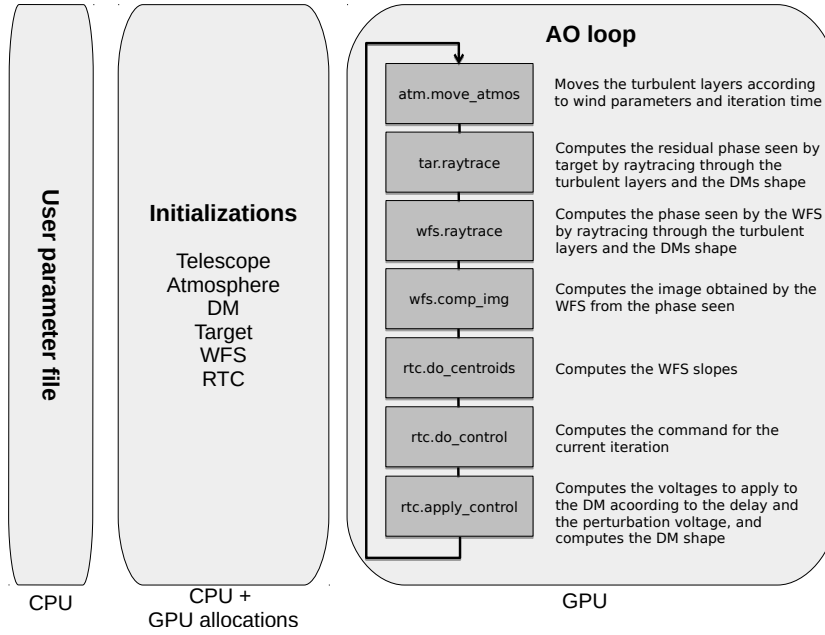 User parameter file
CPU
Initializations
Telescope
Atmosphere
DM
Target
WFS
RTC
CPU +
GPU allocations
AO loop
atm.move_atmos
Moves the turbulent layers according
to wind parameters and iteration time
tar.raytrace
Computes the residual phase seen by
target by raytracing through the
turbulent layers and the DMs shape
wfs.raytrace
Computes the phase seen by the WFS
by raytracing through the turbulent
layers and the DMs shape
wfs.comp_img
Computes the image obtained by the
WFS from the phase seen
rtc.do_centroids
Computes the WFS slopes
rtc.do_control
Computes the command for the
current iteration
rtc.apply_control
Computes the voltages to apply to
the DM acoording to the delay and
the perturbation voltage, and
computes the DM shape
GPU